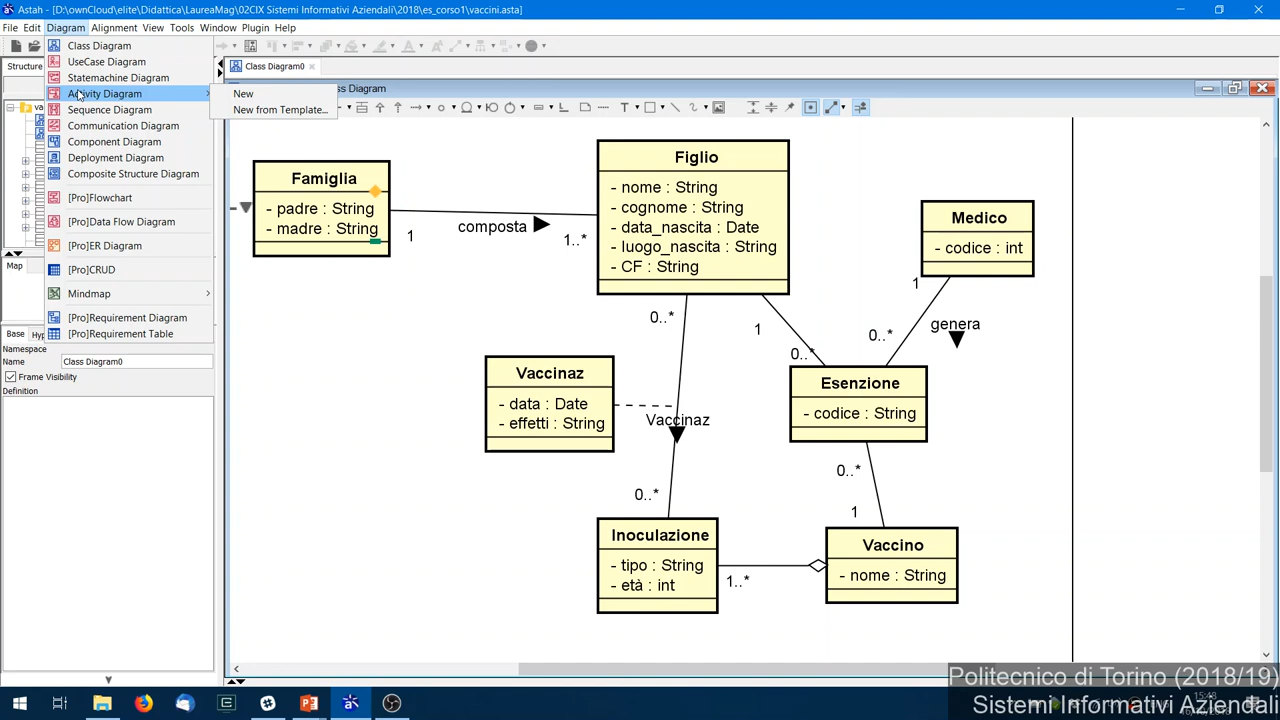 Astah - [D:\ownCloud\elite\Didattica\LaureaMag\02CIX Sistemi Informativi Aziendali\2018\es_corso1\vaccini.asta]
File Edit Diagram Alignment View Tools Window Plugin Help
Class Diagram
UseCase Diagram
Statemachine Diagram
Activity Diagram
Sequence Diagram
Communication Diagram
Component Diagram
Deployment Diagram
Composite Structure Diagram
[Pro]Flowchart
[Pro]Data Flow Diagram
[Pro]ER Diagram
[Pro]CRUD
Mindmap
[Pro]Requirement Diagram
[Pro]Requirement Table
New
New from Template...
Structure
va
Map
Base
Namespace
Name Class Diagram0
Frame Visibility
Definition
Class Diagram0
ss Diagram
Famiglia
- padre : String
- madre : String
1
composta
1..*
Figlio
- nome : String
- cognome : String
- data_nascita : Date
- luogo_nascita : String
- CF : String
Medico
- codice : int
1
0..*
genera
0..*
1
0..*
Vaccinaz
- data : Date
- effetti : String
Vaccinaz
Esenzione
- codice : String
0..*
0..*
1
Inoculazione
- tipo : String
- età : int
1..*
Vaccino
- nome : String
Politecnico di Torino (2018/19)
Sistemi Informativi Aziendali
15:48